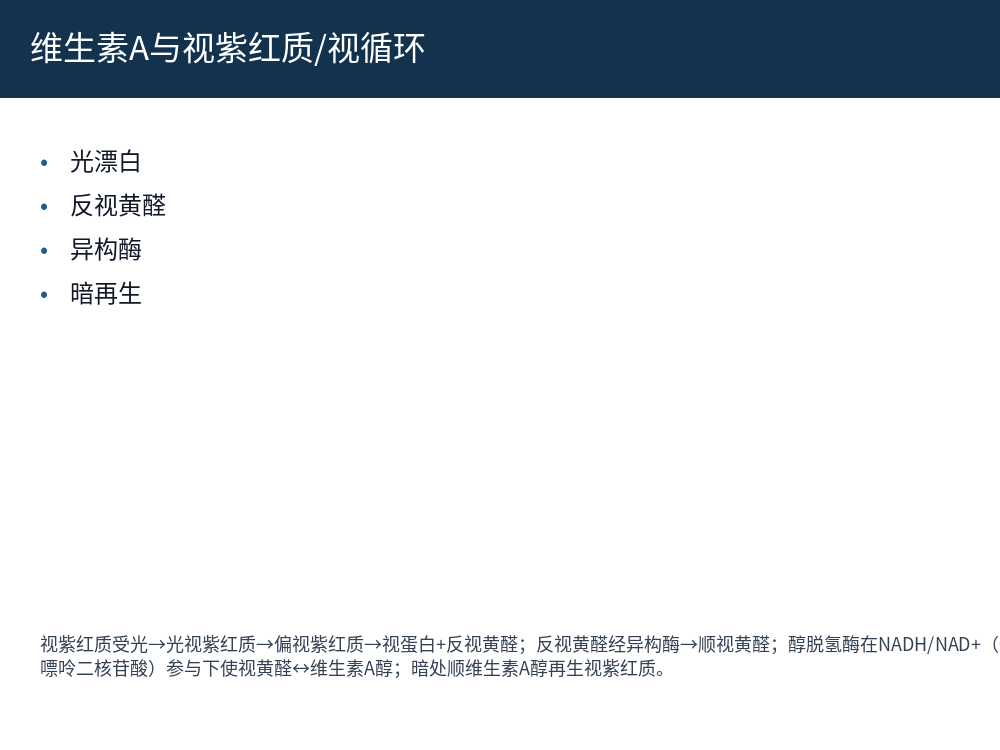 维生素A与视紫红质/视循环
• 光漂白
• 反视黄醛
• 异构酶
• 暗再生
视紫红质受光→光视紫红质→偏视紫红质→视蛋白+反视黄醛；反视黄醛经异构酶→顺视黄醛；醇脱氢酶在NADH/NAD+（
嘌呤二核苷酸）参与下使视黄醛↔维生素A醇；暗处顺维生素A醇再生视紫红质。